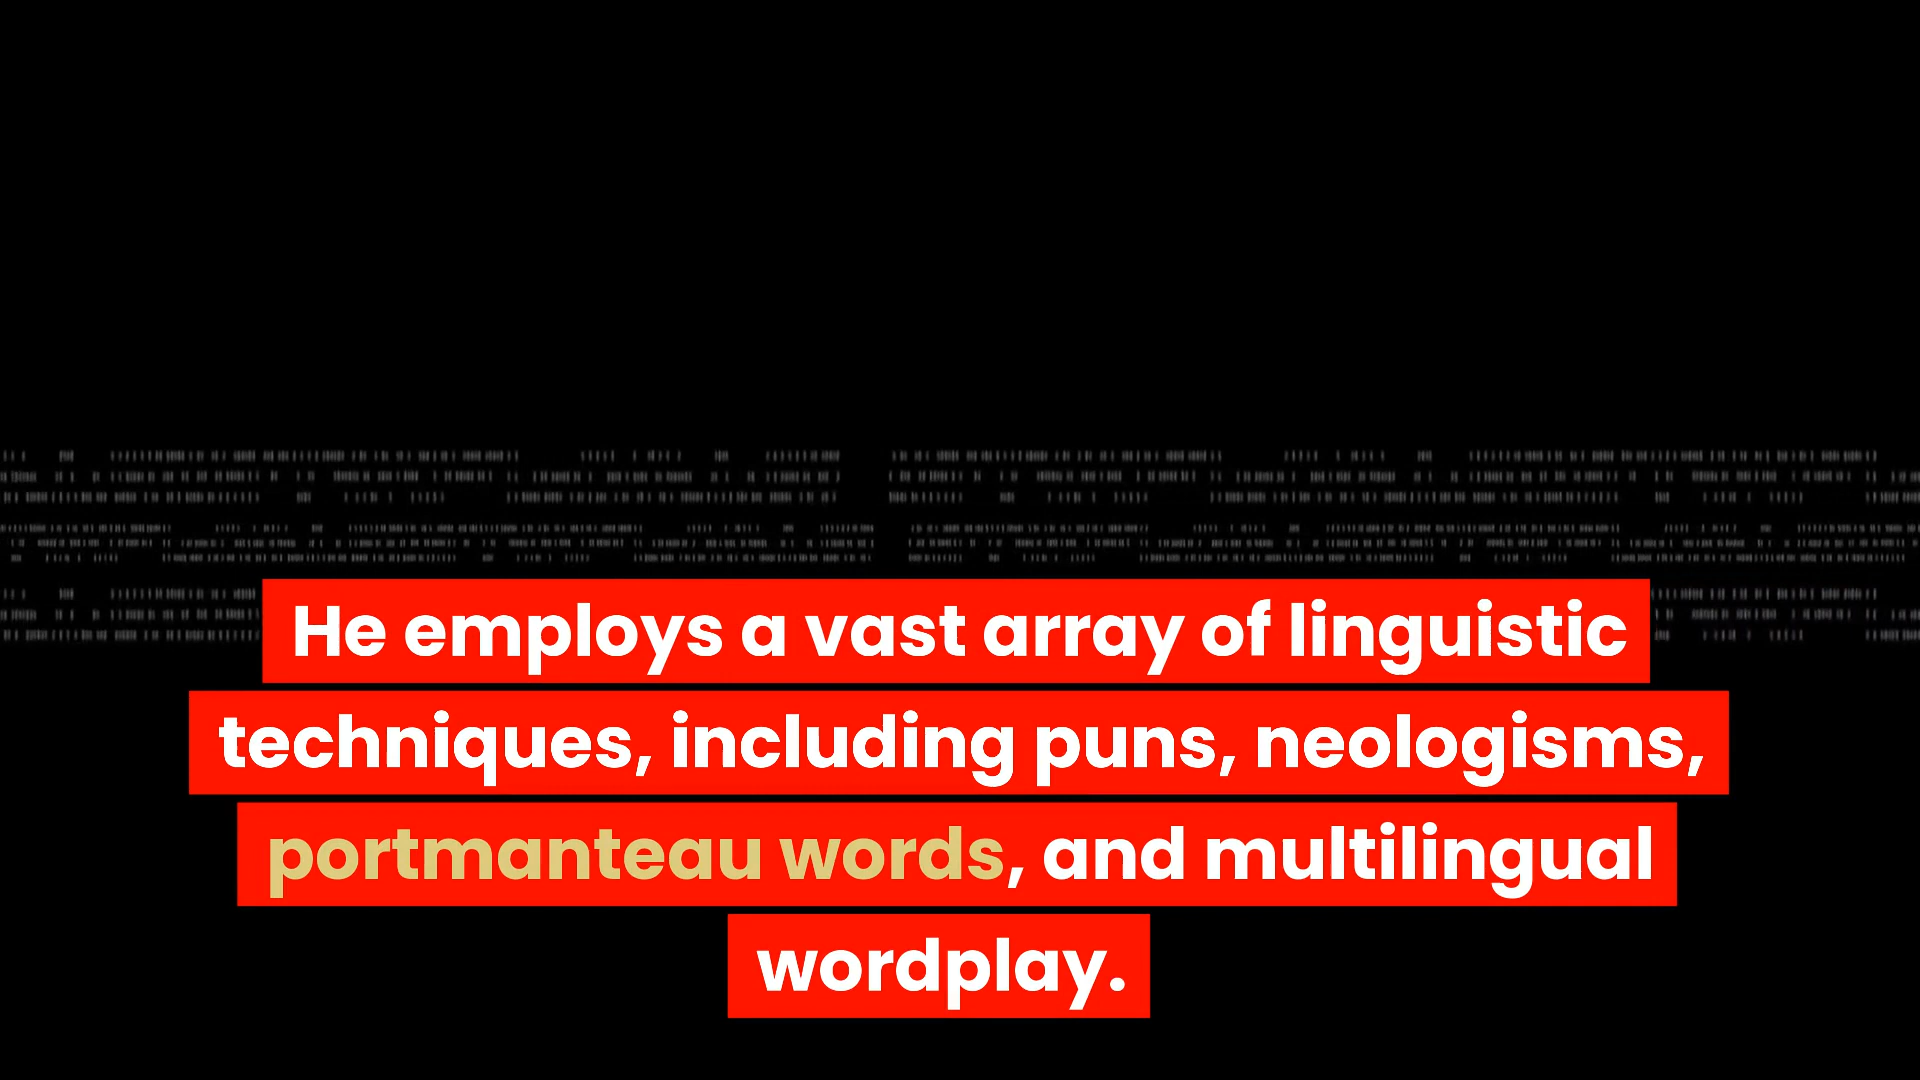 He employs a vast array of linguistic
techniques, including puns, neologisms,
portmanteau words, and multilingual
wordplay.